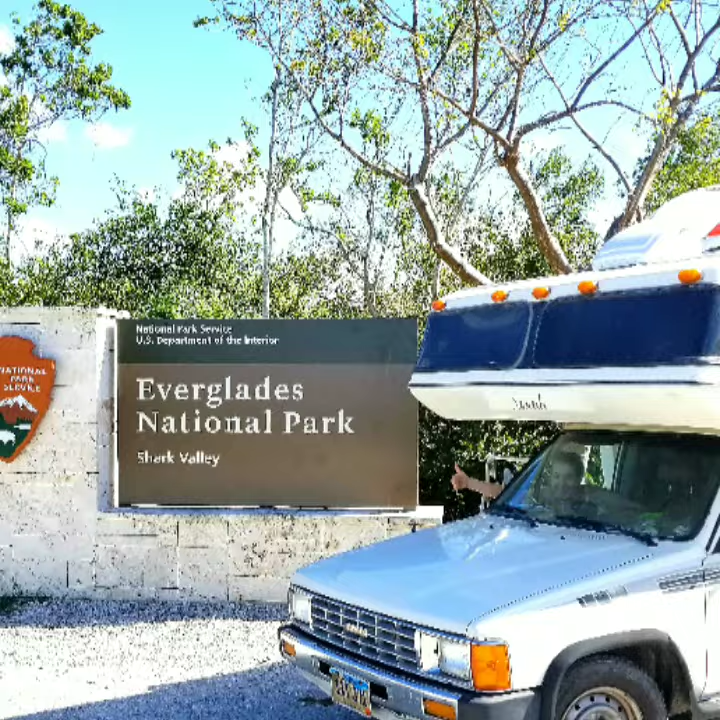 National Park Service
U.S. Department of the Interior
Everglades
National Park
Shark Valley
NATIONAL
PARK
SERVICE